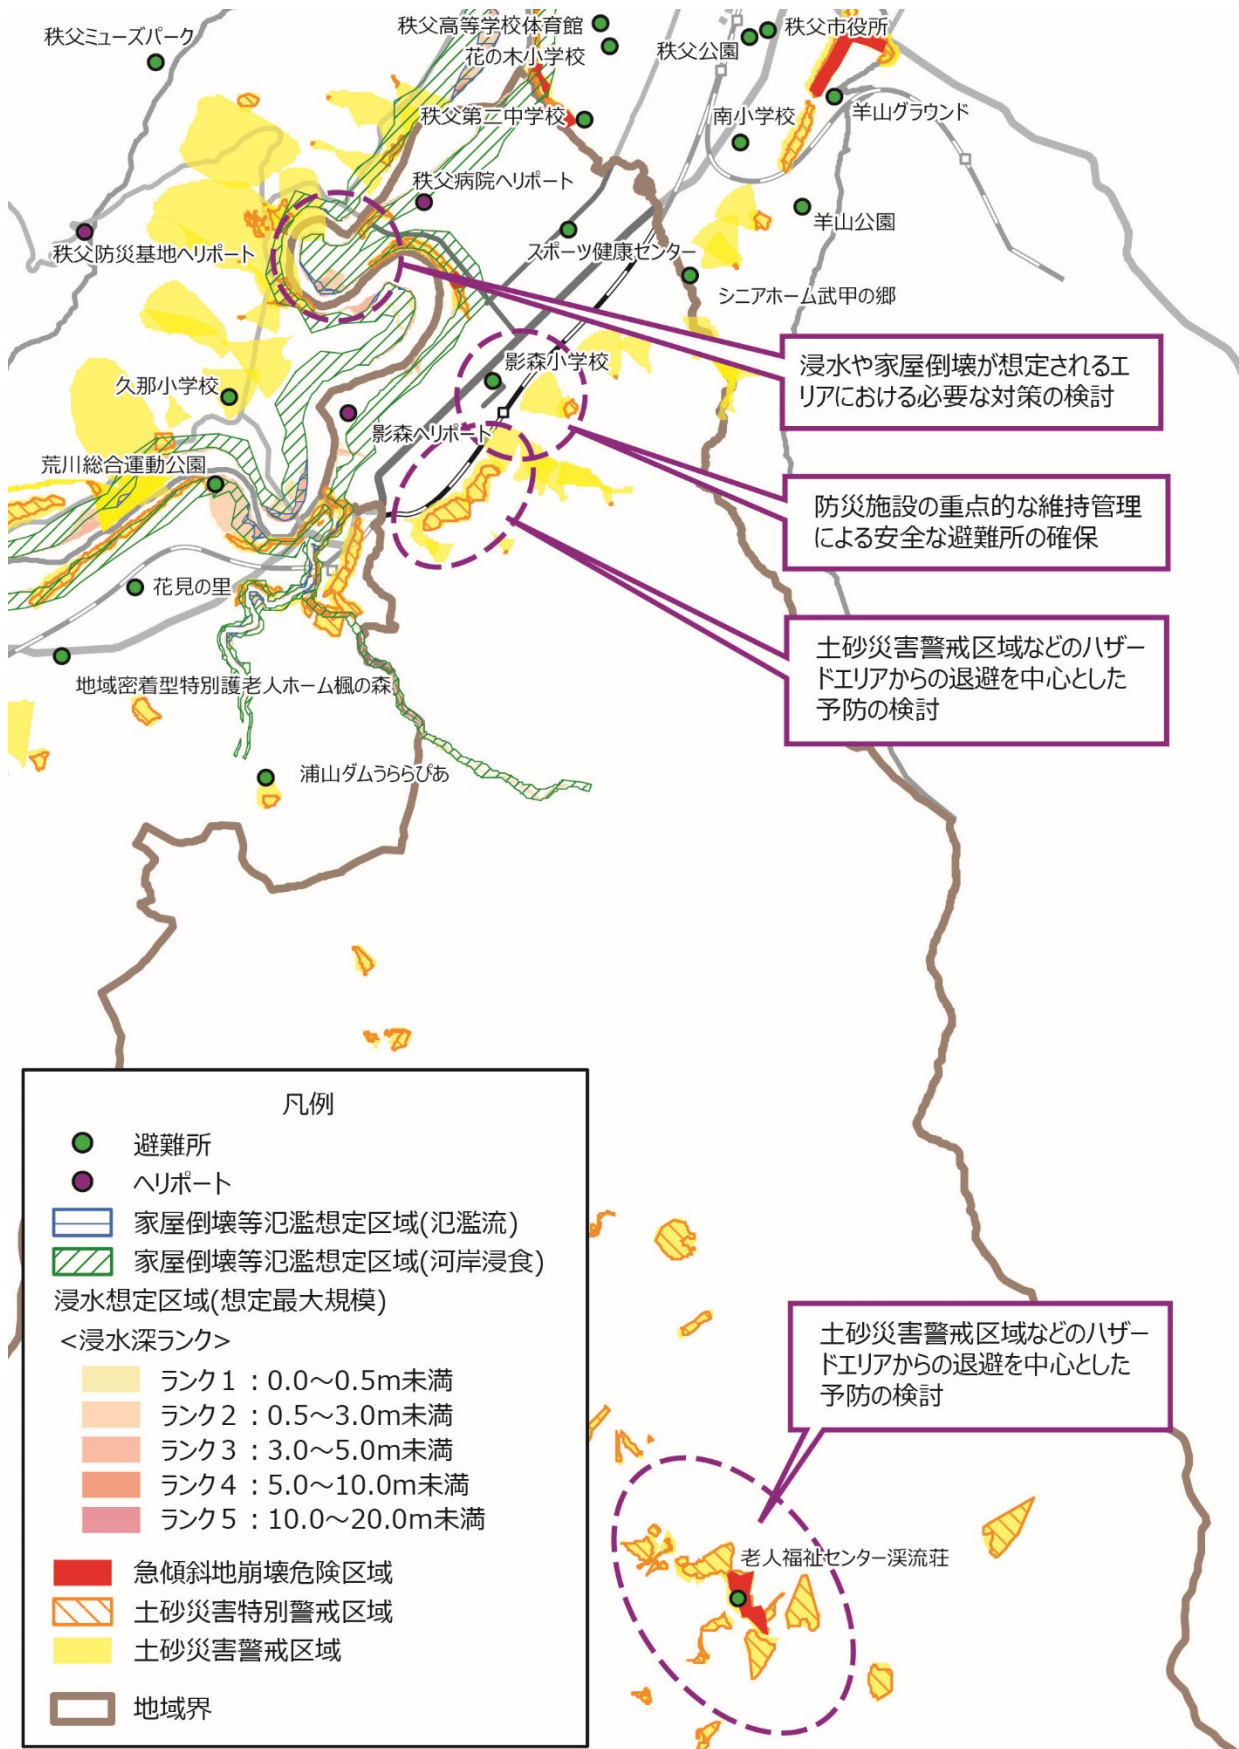 秩父ミューズパーク
秩父高等学校体育館
花の木小学校
秩父公園
秩父市役所
秩父第二中学校
南小学校
羊山グラウンド
秩父病院ヘリポート
秩父防災基地ヘリポート
スポーツ健康センター
羊山公園
シニアホーム武甲の郷
浸水や家屋倒壊が想定されるエ
リアにおける必要な対策の検討
影森小学校
久那小学校
影森ヘリポート
荒川総合運動公園
防災施設の重点的な維持管理
による安全な避難所の確保
花見の里
土砂災害警戒区域などのハザー
ドエリアからの退避を中心とした
予防の検討
地域密着型特別護老人ホーム楓の森
浦山ダムうららぴあ
凡例
避難所
ヘリポート
家屋倒壊等氾濫想定区域(氾濫流)
家屋倒壊等氾濫想定区域(河岸浸食)
浸水想定区域(想定最大規模)
<浸水深ランク>
ランク1：0.0～0.5m未満
ランク2：0.5～3.0m未満
ランク3：3.0～5.0m未満
ランク4：5.0～10.0m未満
ランク5：10.0～20.0m未満
急傾斜地崩壊危険区域
土砂災害特別警戒区域
土砂災害警戒区域
地域界
土砂災害警戒区域などのハザー
ドエリアからの退避を中心とした
予防の検討
老人福祉センター渓流荘